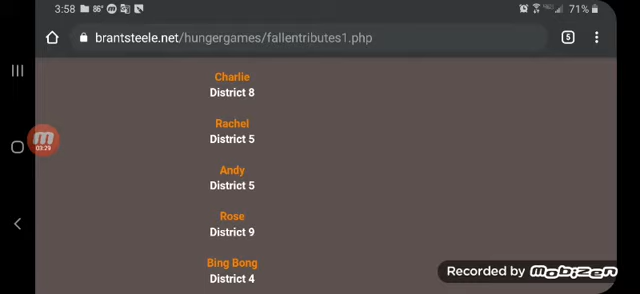 3:58 86° 71%
brantsteele.net/hungergames/fallentributes1.php 5
Charlie
District 8
Rachel
District 5
03:29
Andy
District 5
Rose
District 9
Bing Bong
District 4
Recorded by MOBIZEN